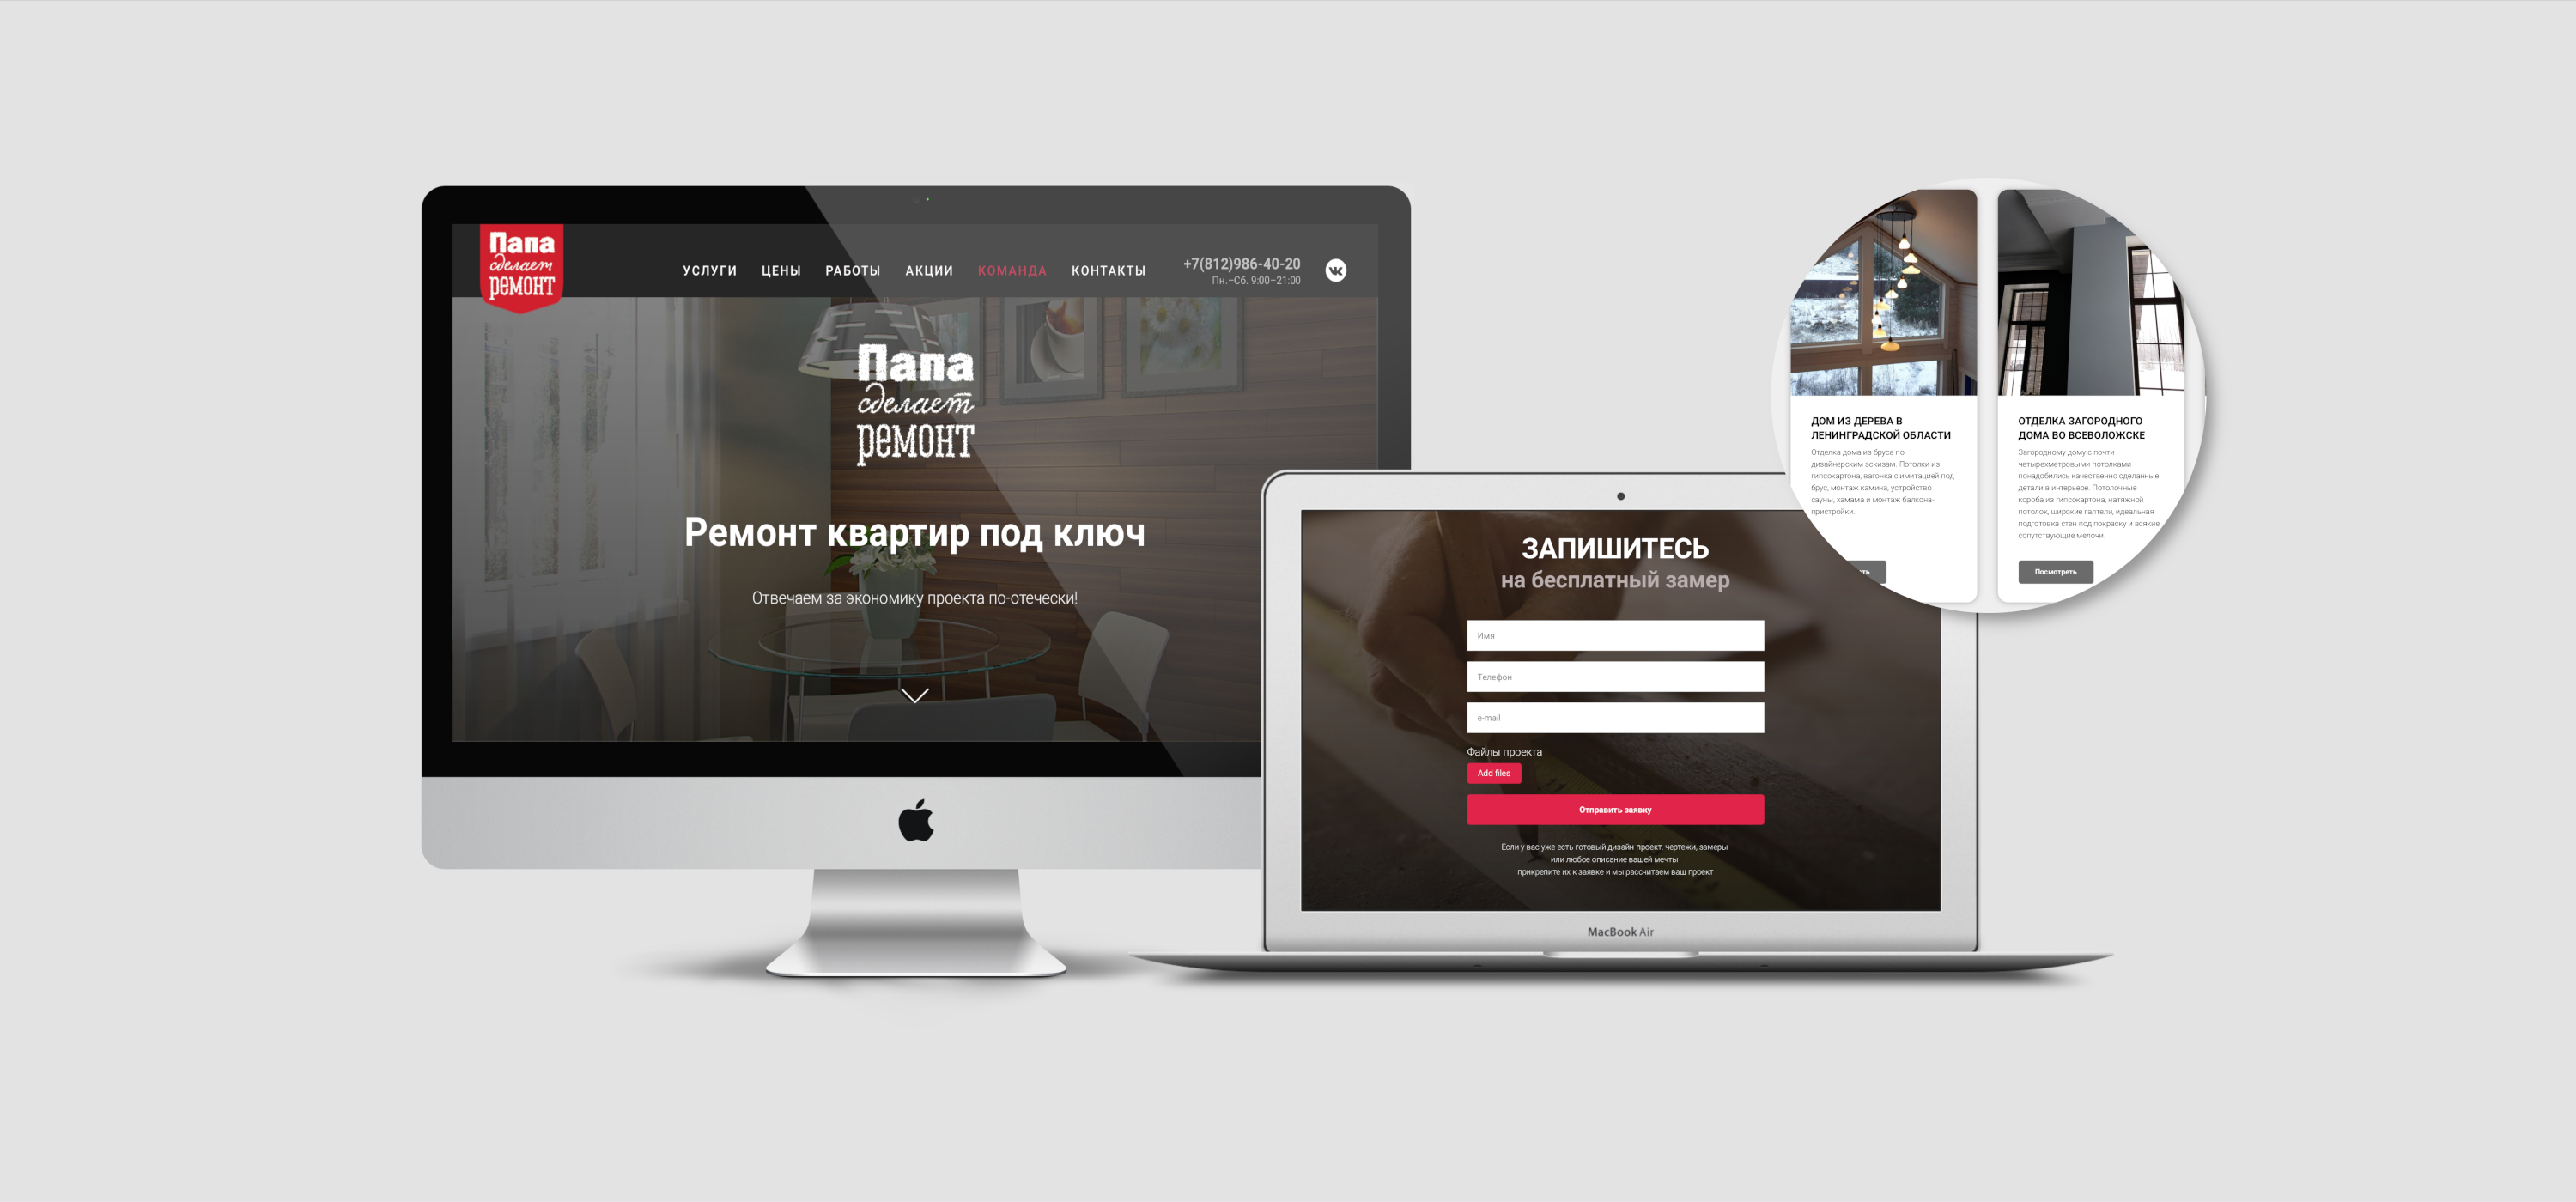 Папа
сделает
ремонт
УСЛУГИ ЦЕНЫ РАБОТЫ АКЦИИ КОМАНДА КОНТАКТЫ
+7(812)986-40-20
Пн.–Сб. 9:00–21:00
Папа
сделает
ремонт
Ремонт квартир под ключ
Отвечаем за экономику проекта по-отечески!
ЗАПИШИТЕСЬ
на бесплатный замер
Имя
Телефон
e-mail
Файлы проекта
Add files
Отправить заявку
Если у вас уже есть готовый дизайн-проект, чертежи, замеры
или любое описание вашей мечты
прикрепите их к заявке и мы рассчитаем ваш проект
MacBook Air
ДОМ ИЗ ДЕРЕВА В
ЛЕНИНГРАДСКОЙ ОБЛАСТИ
Отделка дома из бруса по
дизайнерским эскизам. Потолки из
гипсокартона, вагонка с имитацией под
брус, монтаж камина, устройство
сауны, хамама и монтаж балкона-
пристройки.
ОТДЕЛКА ЗАГОРОДНОГО
ДОМА ВО ВСЕВОЛОЖСКЕ
Загородному дому с почти
четырехметровыми потолками
понадобились качественно сделанные
детали в интерьере. Потолочные
короба из гипсокартона, натяжной
потолок, широкие галтели, идеальная
подготовка стен под покраску и всякие
сопутствующие мелочи.
Посмотреть